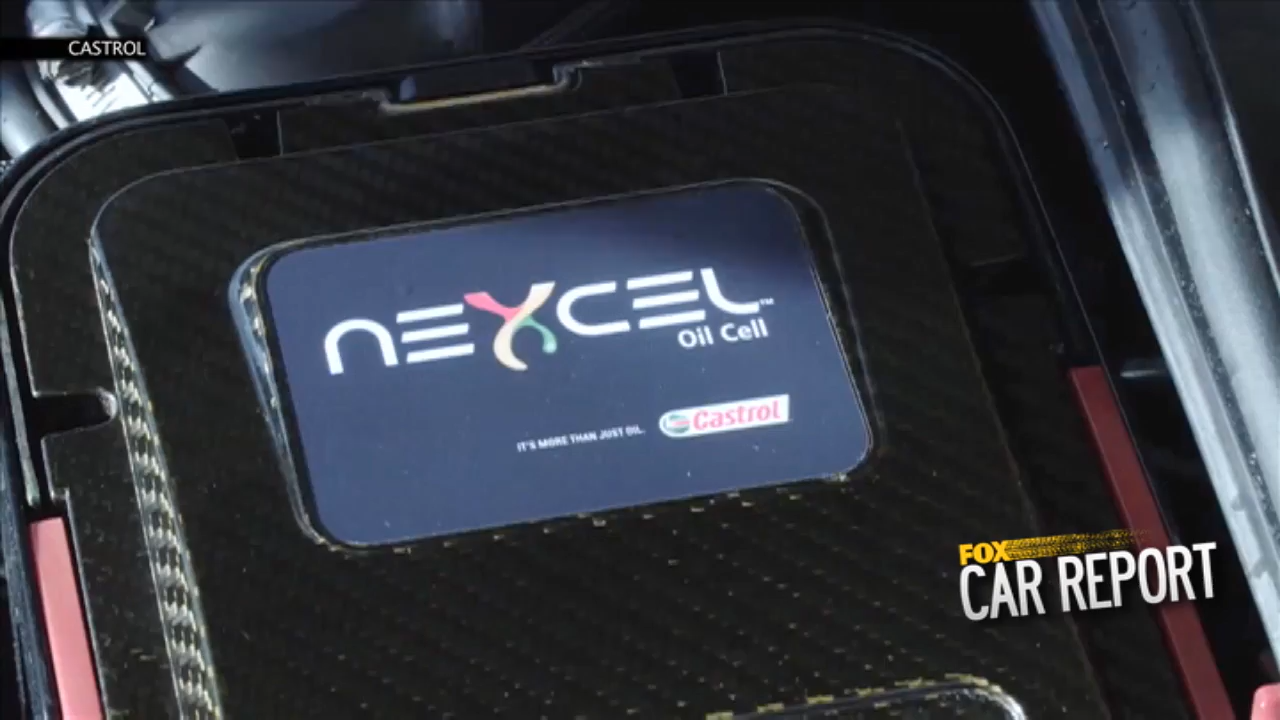 CASTROL
NEXCEL™
Oil Cell
IT'S MORE THAN JUST OIL.
Castrol
FOX
CAR REPORT